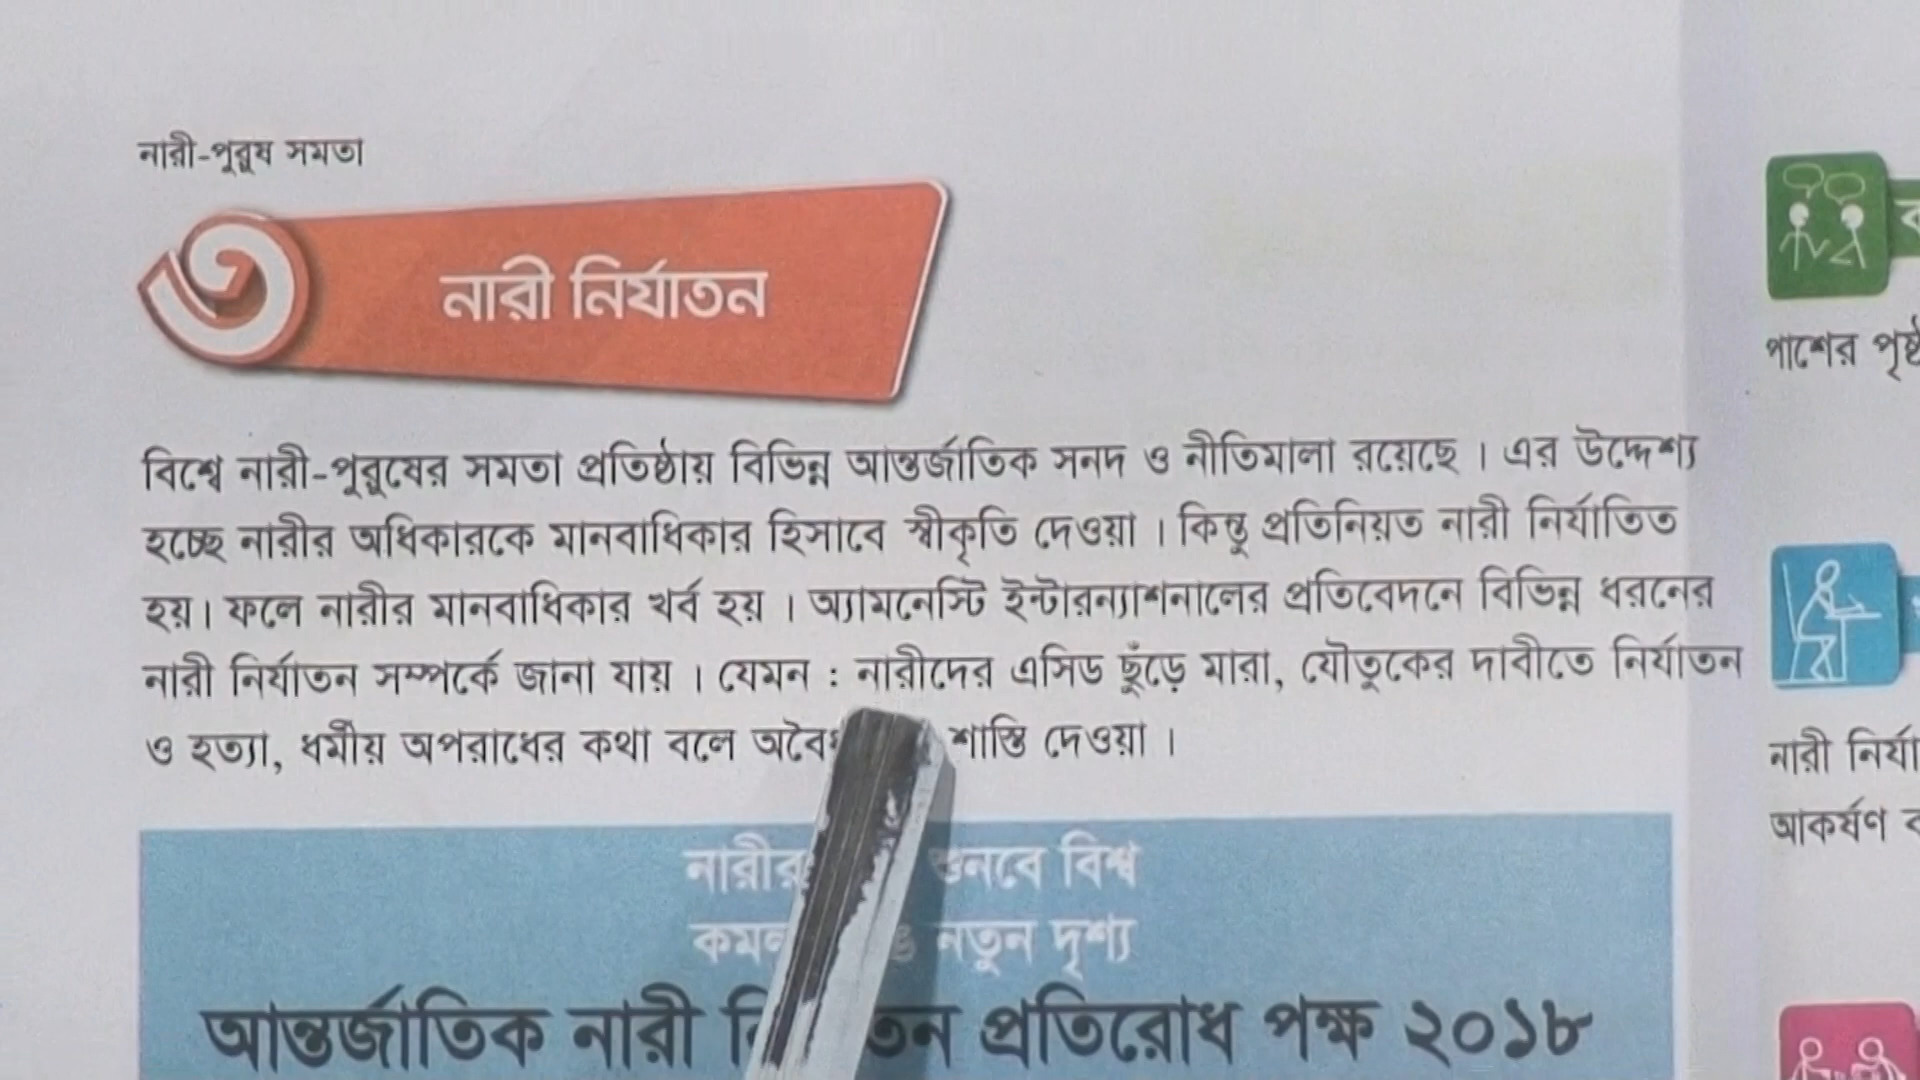 নারী-পুরুষ সমতা
৩
নারী নির্যাতন
বিশ্বে নারী-পুরুষের সমতা প্রতিষ্ঠায় বিভিন্ন আন্তর্জাতিক সনদ ও নীতিমালা রয়েছে । এর উদ্দেশ্য
হচ্ছে নারীর অধিকারকে মানবাধিকার হিসাবে স্বীকৃতি দেওয়া । কিন্তু প্রতিনিয়ত নারী নির্যাতিত
হয়। ফলে নারীর মানবাধিকার খর্ব হয় । অ্যামনেস্টি ইন্টারন্যাশনালের প্রতিবেদনে বিভিন্ন ধরনের
নারী নির্যাতন সম্পর্কে জানা যায় । যেমন : নারীদের এসিড ছুঁড়ে মারা, যৌতুকের দাবীতে নির্যাতন
ও হত্যা, ধর্মীয় অপরাধের কথা বলে শাস্তি দেওয়া ।
নারীর শুনবে বিশ্ব
নতুন দৃশ্য
আন্তর্জাতিক নারী প্রতিরোধ পক্ষ ২০১৮
পাশের
নারী
আকর্ষণ